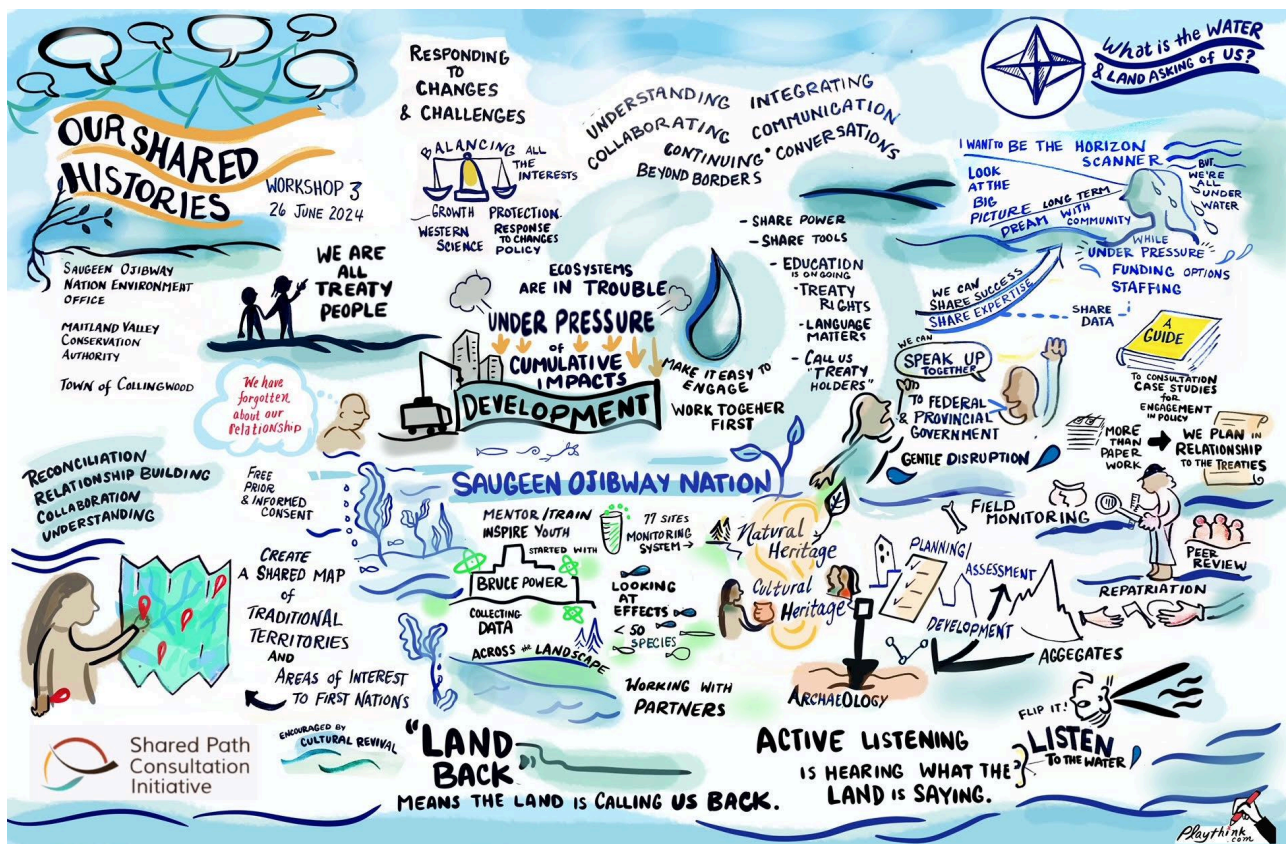 OUR SHARED
HISTORIES
WORKSHOP 3
26 JUNE 2024
SAUGEEN OJIBWAY
NATION ENVIRONMENT
OFFICE
MAITLAND VALLEY
CONSERVATION
AUTHORITY
TOWN OF COLLINGWOOD
WE ARE
ALL
TREATY
PEOPLE
We have
forgotten
about our
relationship
RESPONDING
TO
CHANGES
& CHALLENGES
BALANCING ALL
THE
INTERESTS
GROWTH PROTECTION
WESTERN
SCIENCE
RESPONSE
TO CHANGES
POLICY
UNDERSTANDING INTEGRATING
COLLABORATING COMMUNICATION
CONTINUING CONVERSATIONS
BEYOND BORDERS
ECOSYSTEMS
ARE IN TROUBLE
UNDER PRESSURE
of
CUMULATIVE
IMPACTS
DEVELOPMENT
- SHARE POWER
- SHARE TOOLS
- EDUCATION
IS ON GOING
- TREATY
RIGHTS
- LANGUAGE
MATTERS
- CALL US
"TREATY
HOLDERS"
MAKE IT EASY TO
ENGAGE
WORK TOGEHER
FIRST
What is the WATER
& LAND ASKING OF US?
I WANT TO BE THE HORIZON
SCANNER
LOOK
AT THE
BIG
PICTURE LONG TERM
DREAM WITH
COMMUNITY
BUT
WE'RE
ALL
UNDER
WATER
WHILE
UNDER PRESSURE
FUNDING OPTIONS
STAFFING
WE CAN
SHARE SUCCESS
SHARE EXPERTISE
SHARE
DATA
WE CAN
SPEAK UP
TOGETHER
TO FEDERAL
& PROVINCIAL
GOVERNMENT
GENTLE DISRUPTION
A
GUIDE
TO CONSULTATION
CASE STUDIES
for
ENGAGEMENT
IN POLICY
MORE
THAN
PAPER
WORK
WE PLAN IN
RELATIONSHIP
TO THE TREATIES
RECONCILIATION
RELATIONSHIP BUILDING
COLLABORATION
UNDERSTANDING
FREE
PRIOR
& INFORMED
CONSENT
CREATE
A SHARED MAP
of
TRADITIONAL
TERRITORIES
AND
AREAS OF INTEREST
TO FIRST NATIONS
SAUGEEN OJIBWAY NATION
MENTOR/TRAIN
INSPIRE YOUTH
STARTED WITH
BRUCE POWER
COLLECTING
DATA
ACROSS the LANDSCAPE
77 SITES
MONITORING
SYSTEM
LOOKING
AT
EFFECTS
< 50
SPECIES
WORKING WITH
PARTNERS
Natural
Heritage
Cultural
Heritage
ARCHAEOLOGY
FIELD
MONITORING
PLANNING/
ASSESSMENT
DEVELOPMENT
AGGEGATES
PEER
REVIEW
REPATRIATION
Shared Path
Consultation
Initiative
ENCOURAGED BY
CULTURAL REVIVAL
"LAND
BACK
MEANS THE LAND IS CALLING US BACK.
ACTIVE LISTENING
IS HEARING WHAT THE
LAND IS SAYING.
FLIP IT!
LISTEN
TO THE WATER
Playthink
.com